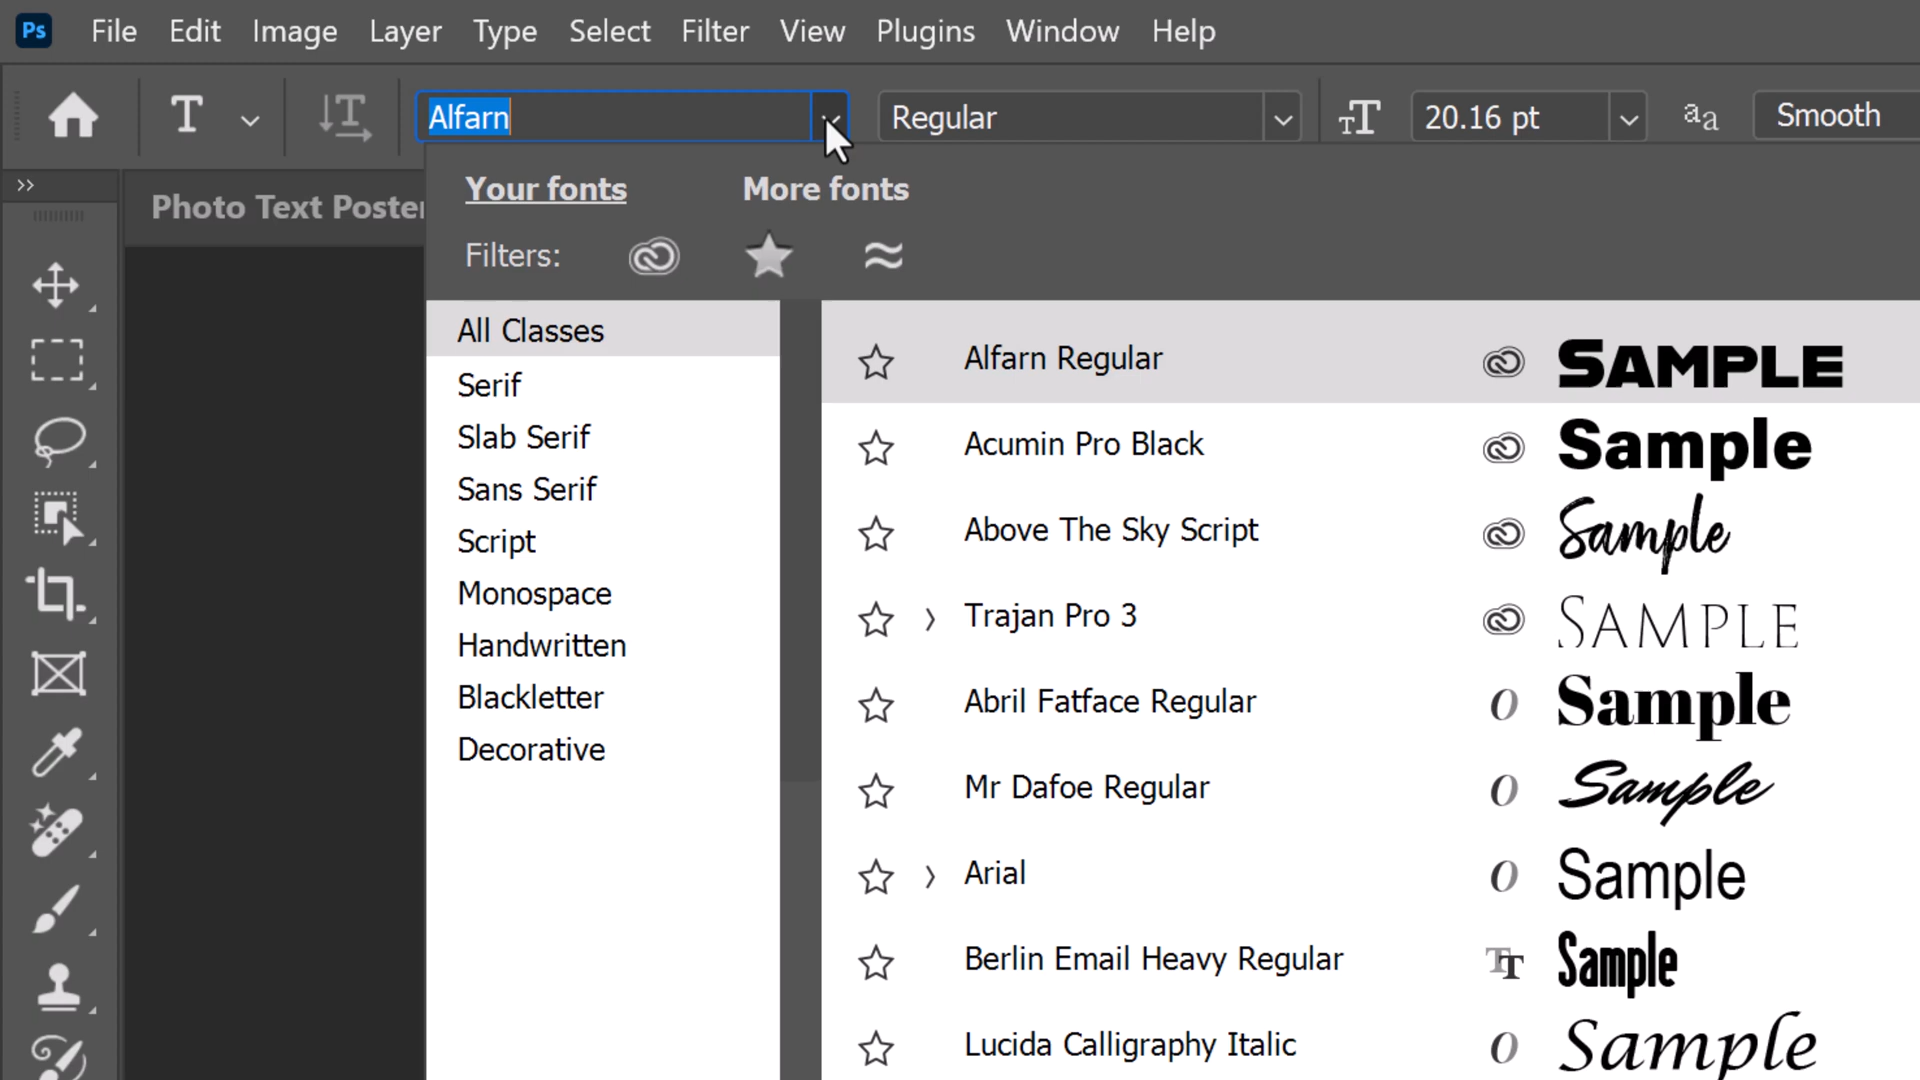 Ps File Edit Image Layer Type Select Filter View Plugins Window Help
T Alfarn Regular 20.16 pt aa Smooth
Your fonts More fonts
Photo Text Poster
Filters:
All Classes
Serif
Slab Serif
Sans Serif
Script
Monospace
Handwritten
Blackletter
Decorative
Alfarn Regular SAMPLE
Acumin Pro Black Sample
Above The Sky Script Sample
Trajan Pro 3 SAMPLE
Abril Fatface Regular O Sample
Mr Dafoe Regular O Sample
Arial O Sample
Berlin Email Heavy Regular TT Sample
Lucida Calligraphy Italic O Sample